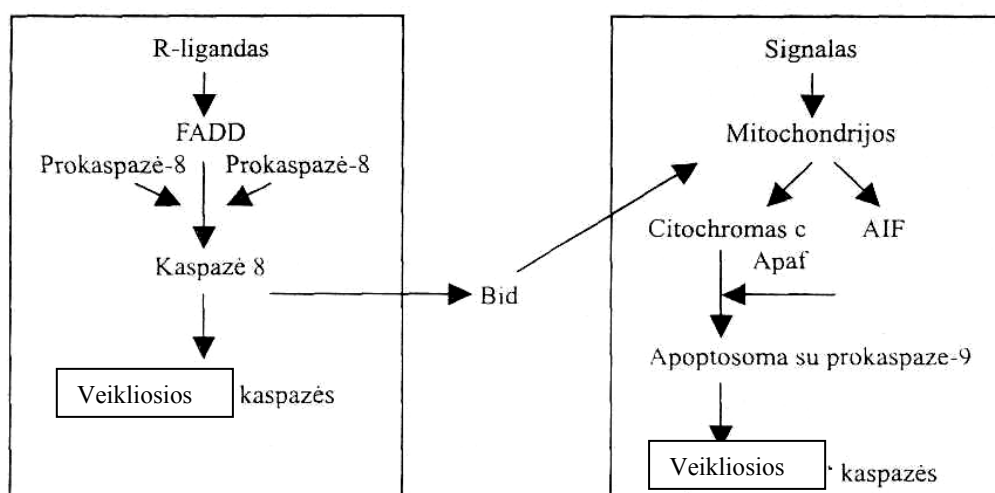 R-ligandas
FADD
Prokaspazė-8 Prokaspazė-8
Kaspazė 8
Veikliosios kaspazės
Bid
Signalas
Mitochondrijos
Citochromas c AIF
Apaf
Apoptosoma su prokaspaze-9
Veikliosios kaspazės